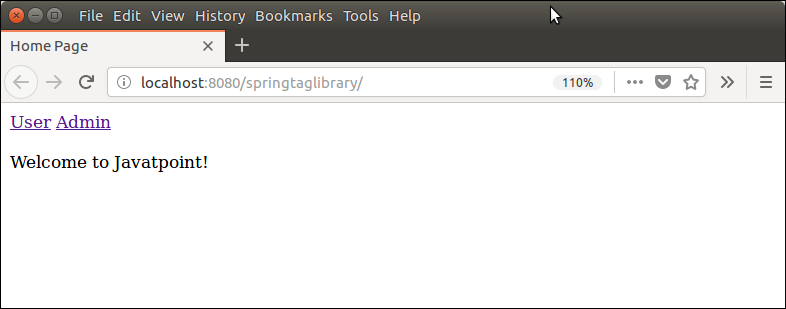 File Edit View History Bookmarks Tools Help
Home Page
localhost:8080/springtaglibrary/ 110%
User Admin
Welcome to Javatpoint!